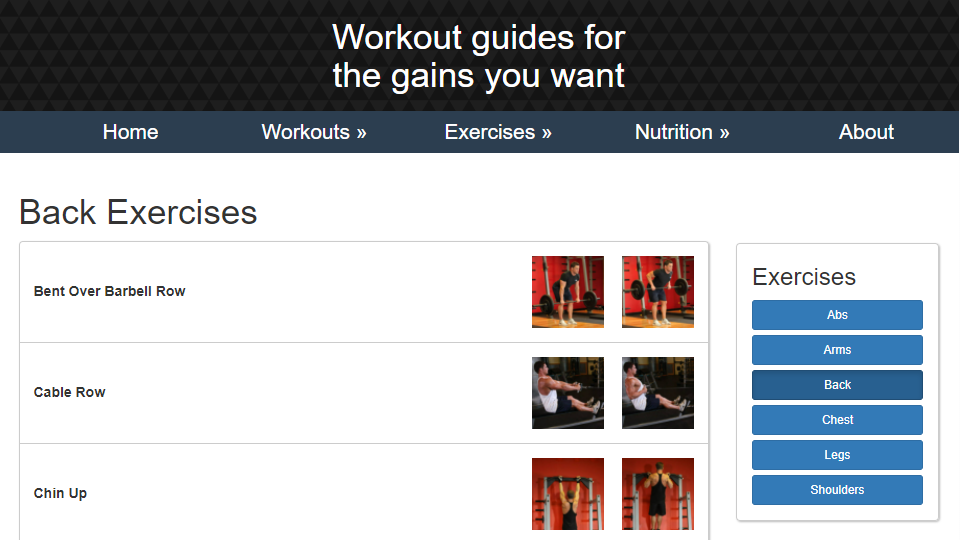 Workout guides for
the gains you want
Home
Workouts »
Exercises »
Nutrition »
About
Back Exercises
Bent Over Barbell Row
Cable Row
Chin Up
Exercises
Abs
Arms
Back
Chest
Legs
Shoulders